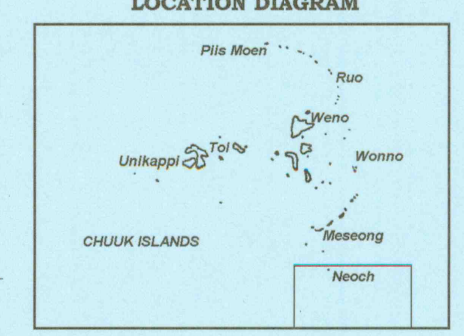 LOCATION DIAGRAM
Piis Moen
Ruo
Weno
Tol
Unikappi
Wonno
CHUUK ISLANDS
Meseong
Neoch